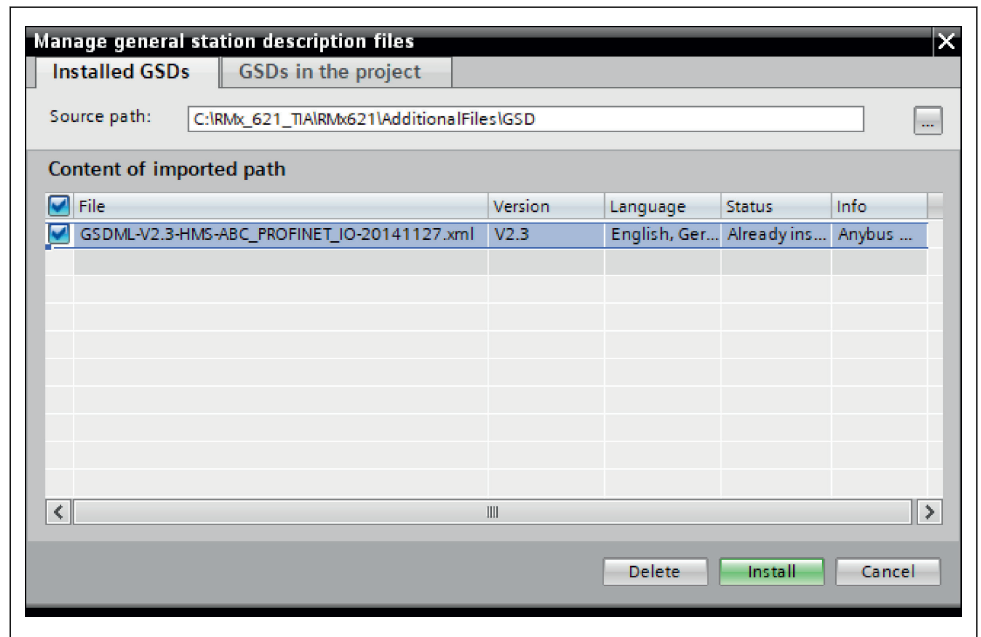 Manage general station description files
Installed GSDs GSDs in the project
Source path: C:\RMx_621_TIA\RMx621\AdditionalFiles\GSD ...
Content of imported path
File Version Language Status Info
GSDML-V2.3-HMS-ABC_PROFINET_IO-20141127.xml V2.3 English, Ger... Already ins... Anybus ...
Delete Install Cancel